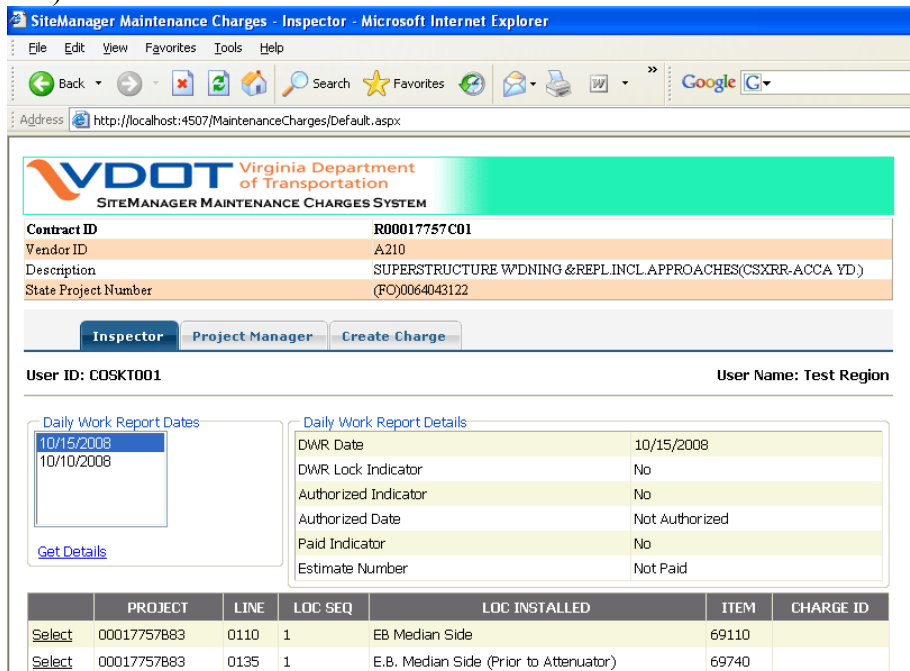 SiteManager Maintenance Charges - Inspector - Microsoft Internet Explorer
File Edit View Favorites Tools Help
Back Search Favorites W » Google G
Address http://localhost:4507/MaintenanceCharges/Default.aspx
VDOT Virginia Department
of Transportation
SITEMANAGER MAINTENANCE CHARGES SYSTEM
Contract ID R00017757C01
Vendor ID A210
Description SUPERSTRUCTURE W'DNING &REPL.INCL.APPROACHES(CSXRR-ACCA YD.)
State Project Number (FO)0064043122
Inspector Project Manager Create Charge
User ID: COSKT001 User Name: Test Region
Daily Work Report Dates Daily Work Report Details
10/15/2008 DWR Date 10/15/2008
10/10/2008 DWR Lock Indicator No
Authorized Indicator No
Authorized Date Not Authorized
Get Details Paid Indicator No
Estimate Number Not Paid
PROJECT LINE LOC SEQ LOC INSTALLED ITEM CHARGE ID
Select 00017757B83 0110 1 EB Median Side 69110
Select 00017757B83 0135 1 E.B. Median Side (Prior to Attenuator) 69740